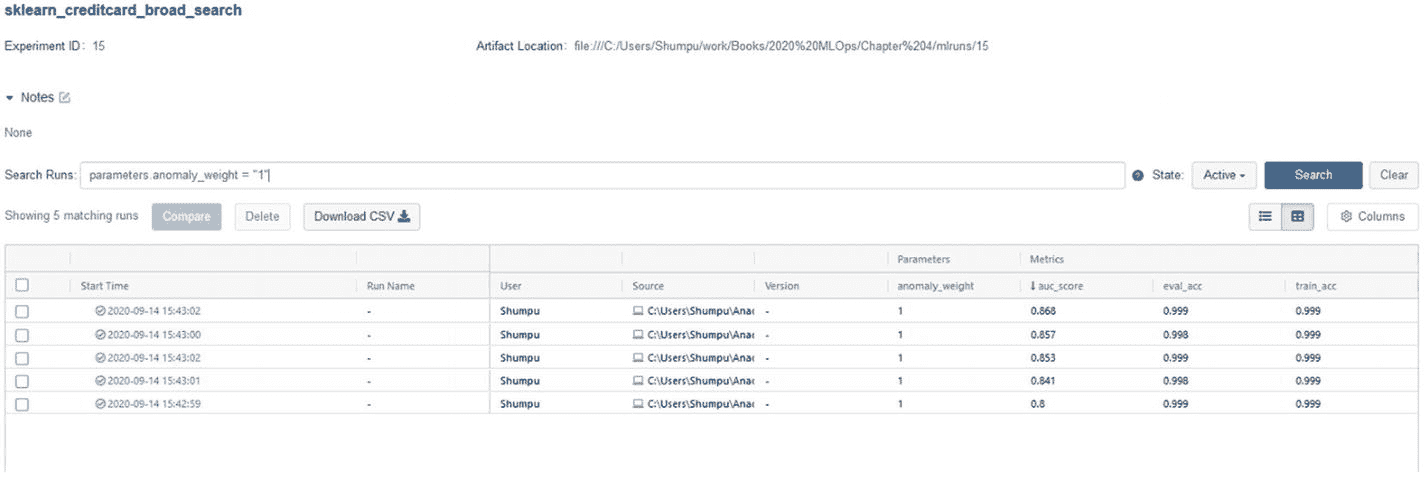 sklearn_creditcard_broad_search
Experiment ID: 15 Artifact Location: file:///C:/Users/Shumpu/work/Books/2020%20MLOps/Chapter%204/mlruns/15
Notes
None
Search Runs: parameters.anomaly_weight = "1" State: Active Search Clear
Showing 5 matching runs Compare Delete Download CSV Columns
Parameters Metrics
Start Time Run Name User Source Version anomaly_weight ↓ auc_score eval_acc train_acc
2020-09-14 15:43:02 - Shumpu C:\Users\Shumpu\Anac - 1 0.868 0.999 0.999
2020-09-14 15:43:00 - Shumpu C:\Users\Shumpu\Anac - 1 0.857 0.998 0.999
2020-09-14 15:43:02 - Shumpu C:\Users\Shumpu\Anac - 1 0.853 0.999 0.999
2020-09-14 15:43:01 - Shumpu C:\Users\Shumpu\Anac - 1 0.841 0.998 0.999
2020-09-14 15:42:59 - Shumpu C:\Users\Shumpu\Anac - 1 0.8 0.999 0.999